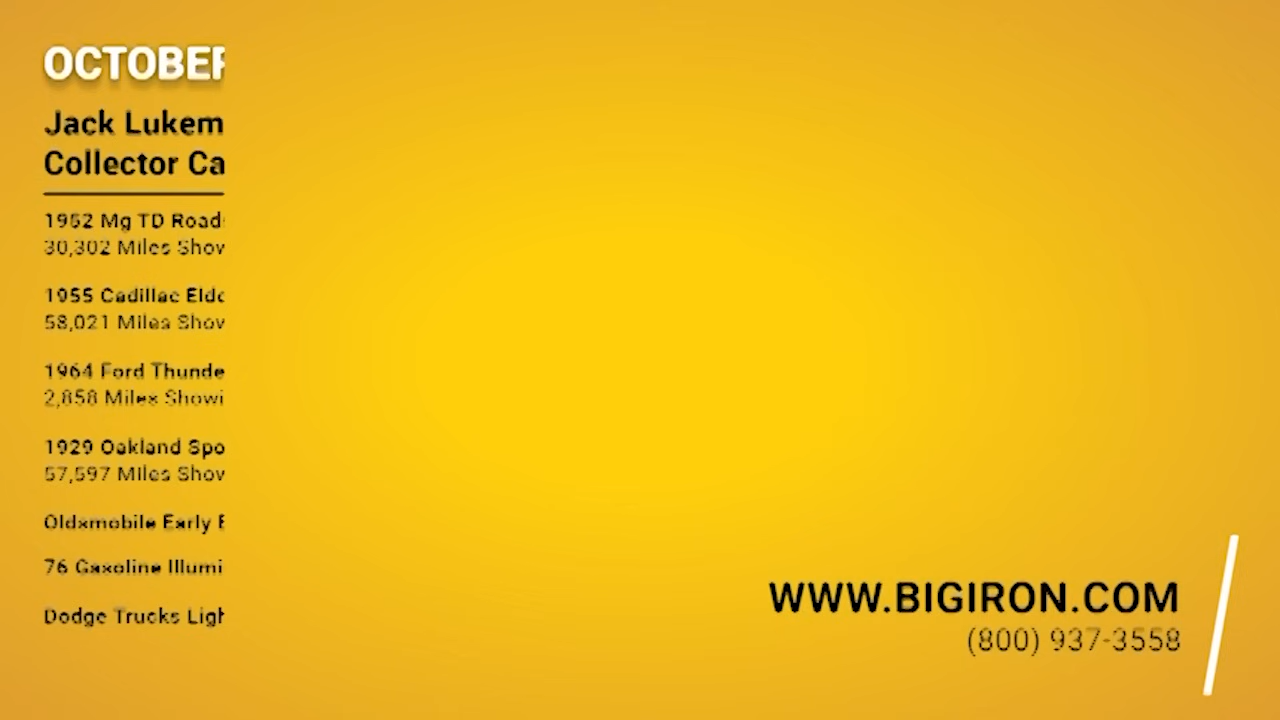 OCTOBER
Jack Lukem
Collector Ca
1952 Mg TD Road
30,302 Miles Show
1955 Cadillac Eldo
58,021 Miles Show
1964 Ford Thunde
2,858 Miles Showi
1929 Oakland Spo
57,597 Miles Show
Oldsmobile Early
76 Gasoline Illumi
Dodge Trucks Ligh
WWW.BIGIRON.COM
(800) 937-3558